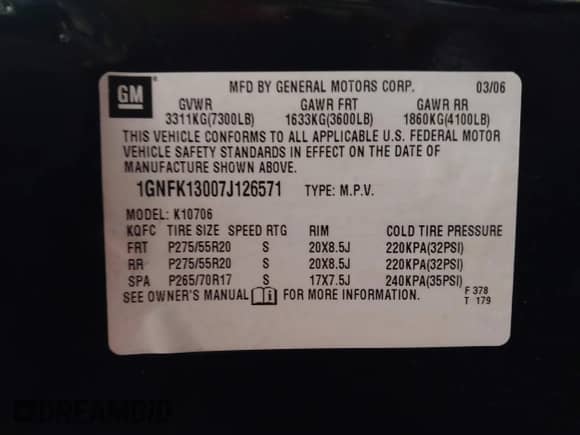 GM
MFD BY GENERAL MOTORS CORP. 03/06
GVWR GAWR FRT GAWR RR
3311KG(7300LB) 1633KG(3600LB) 1860KG(4100LB)
THIS VEHICLE CONFORMS TO ALL APPLICABLE U.S. FEDERAL MOTOR
VEHICLE SAFETY STANDARDS IN EFFECT ON THE DATE OF
MANUFACTURE SHOWN ABOVE.
1GNFK13007J126571 TYPE: M.P.V.
MODEL: K10706
KQFC TIRE SIZE SPEED RTG RIM COLD TIRE PRESSURE
FRT P275/55R20 S 20X8.5J 220KPA(32PSI)
RR P275/55R20 S 20X8.5J 220KPA(32PSI)
SPA P265/70R17 S 17X7.5J 240KPA(35PSI)
SEE OWNER'S MANUAL i FOR MORE INFORMATION. F 378
T 179
DREAMBID